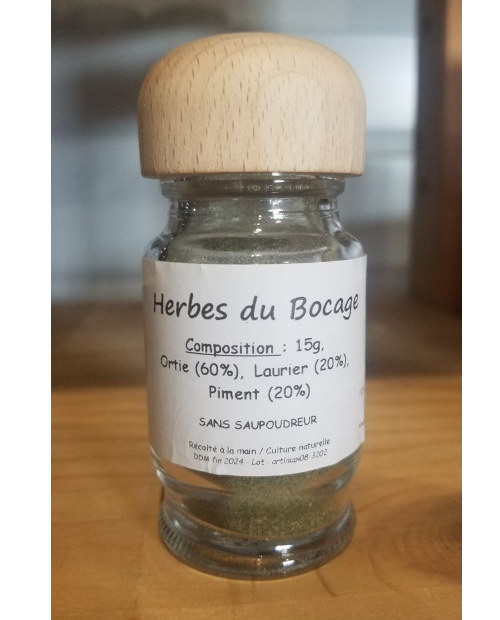 Herbes du Bocage
Composition : 15g,
Ortie (60%), Laurier (20%),
Piment (20%)
SANS SAUPOUDREUR
Récolté à la main / Culture naturelle
DDM fin 2024 - Lot :